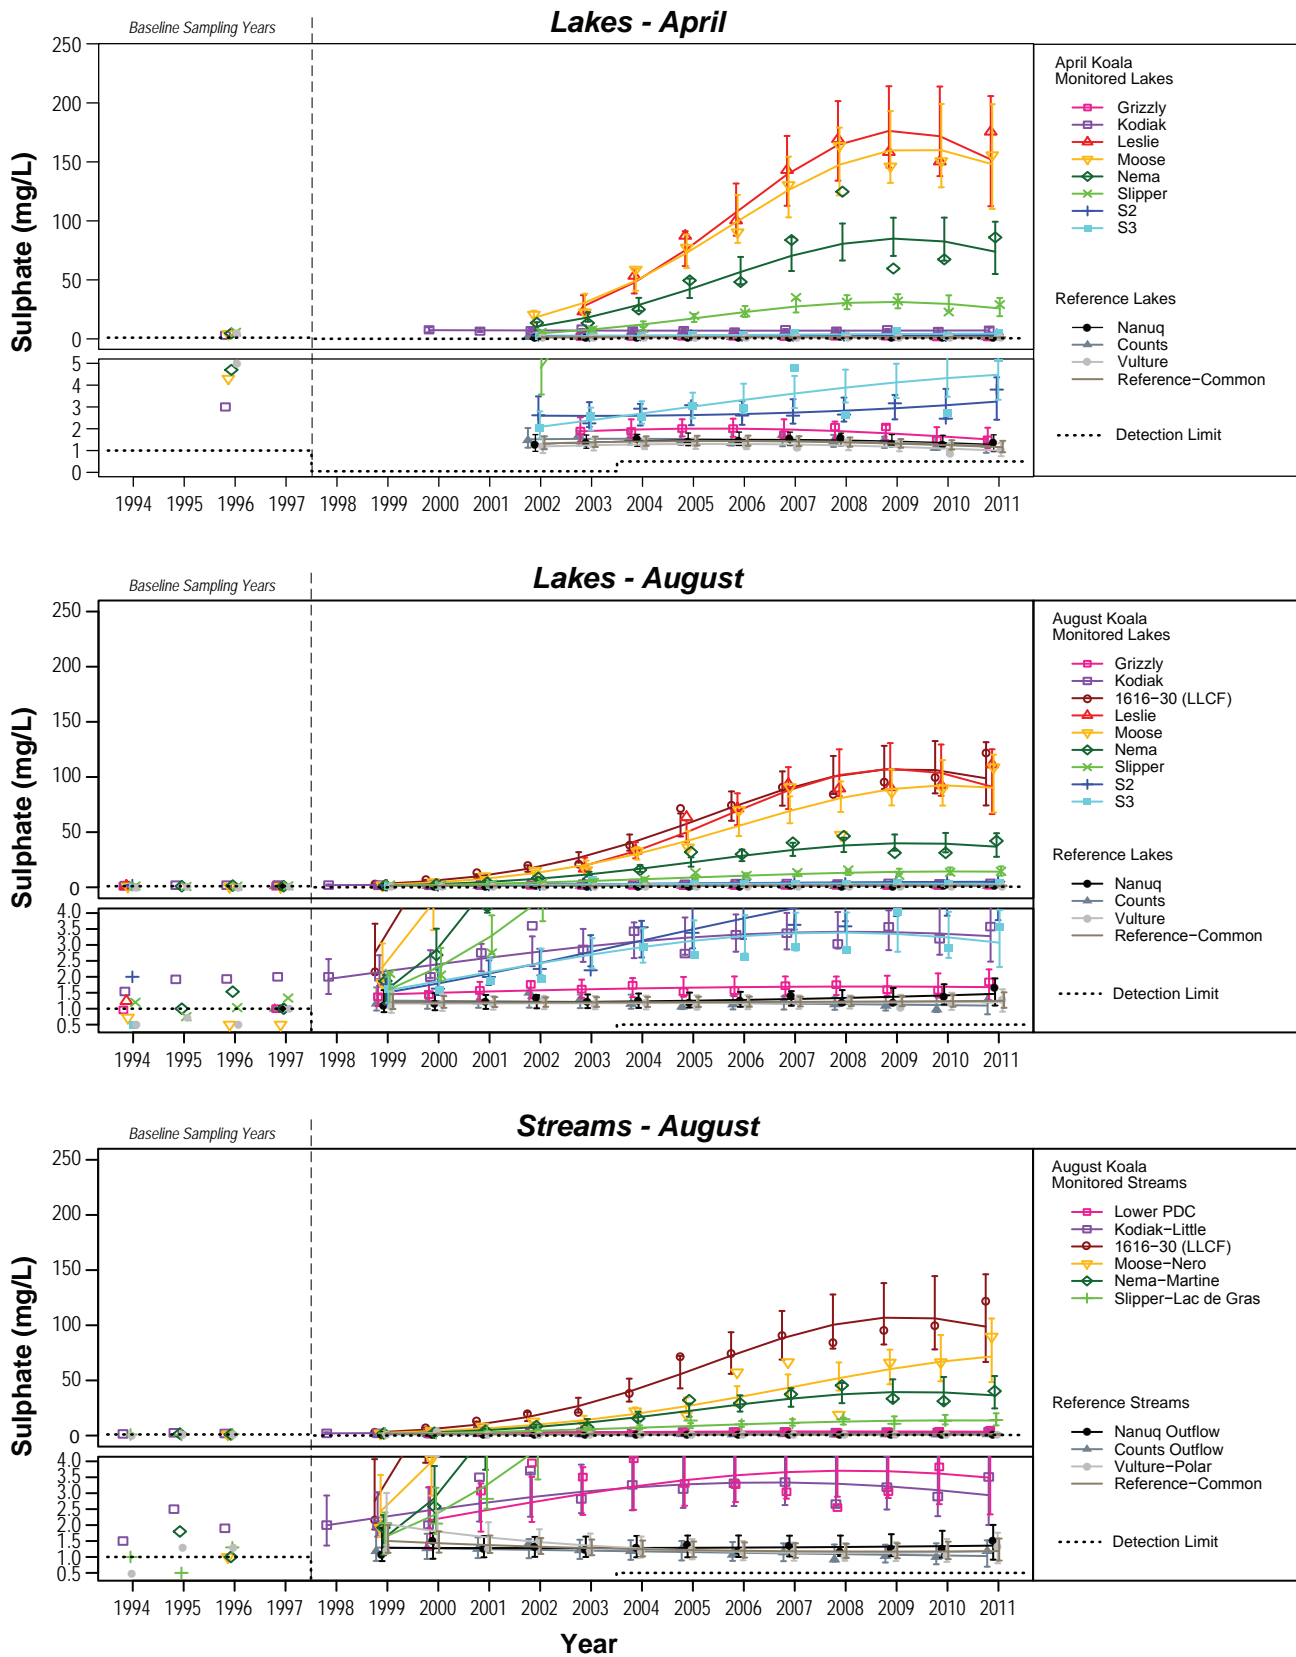 Lakes - April
Baseline Sampling Years
Sulphate (mg/L)
250
200
150
100
50
0
5
4
3
2
1
0
1994 1995 1996 1997 1998 1999 2000 2001 2002 2003 2004 2005 2006 2007 2008 2009 2010 2011
April Koala
Monitored Lakes
Grizzly
Kodiak
Leslie
Moose
Nema
Slipper
S2
S3
Reference Lakes
Nanuq
Counts
Vulture
Reference−Common
Detection Limit
Lakes - August
Baseline Sampling Years
Sulphate (mg/L)
250
200
150
100
50
0
4.0
3.5
3.0
2.5
2.0
1.5
1.0
0.5
1994 1995 1996 1997 1998 1999 2000 2001 2002 2003 2004 2005 2006 2007 2008 2009 2010 2011
August Koala
Monitored Lakes
Grizzly
Kodiak
1616−30 (LLCF)
Leslie
Moose
Nema
Slipper
S2
S3
Reference Lakes
Nanuq
Counts
Vulture
Reference−Common
Detection Limit
Streams - August
Baseline Sampling Years
Sulphate (mg/L)
250
200
150
100
50
0
4.0
3.5
3.0
2.5
2.0
1.5
1.0
0.5
1994 1995 1996 1997 1998 1999 2000 2001 2002 2003 2004 2005 2006 2007 2008 2009 2010 2011
Year
August Koala
Monitored Streams
Lower PDC
Kodiak−Little
1616−30 (LLCF)
Moose−Nero
Nema−Martine
Slipper−Lac de Gras
Reference Streams
Nanuq Outflow
Counts Outflow
Vulture−Polar
Reference−Common
Detection Limit